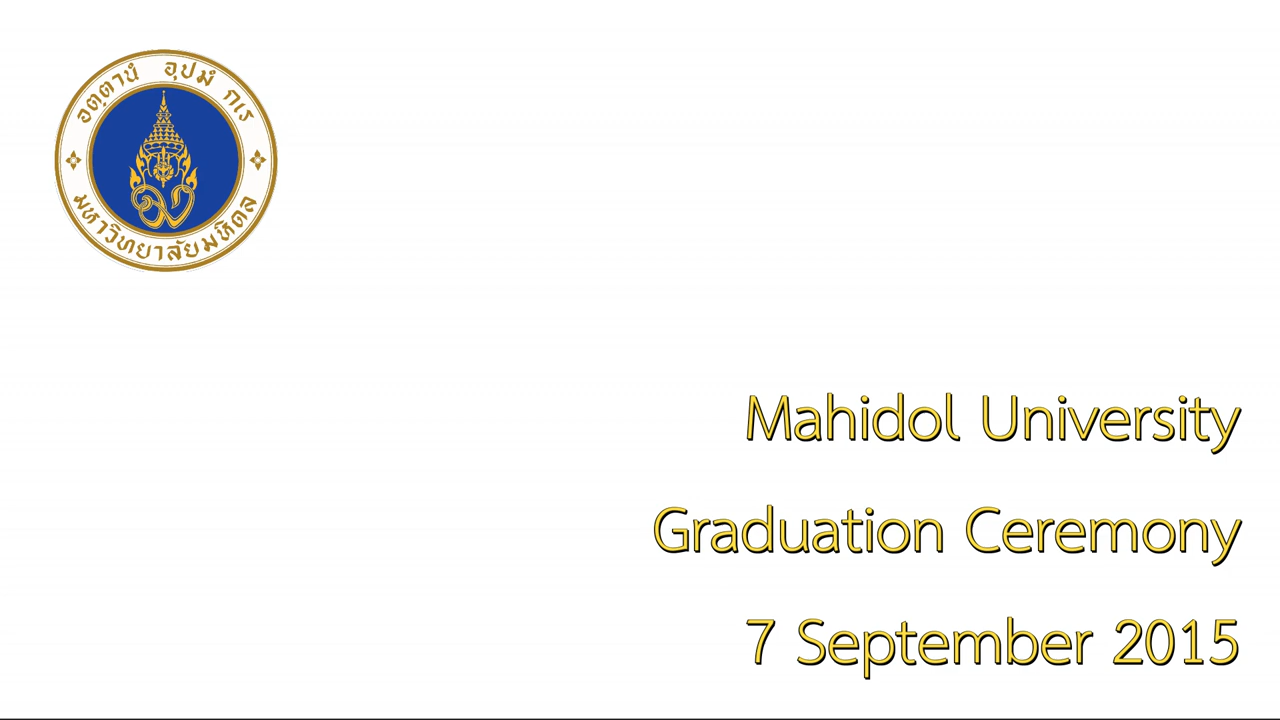 อตฺตานํ อุปมํ กเร
มหาวิทยาลัยมหิดล
Mahidol University
Graduation Ceremony
7 September 2015